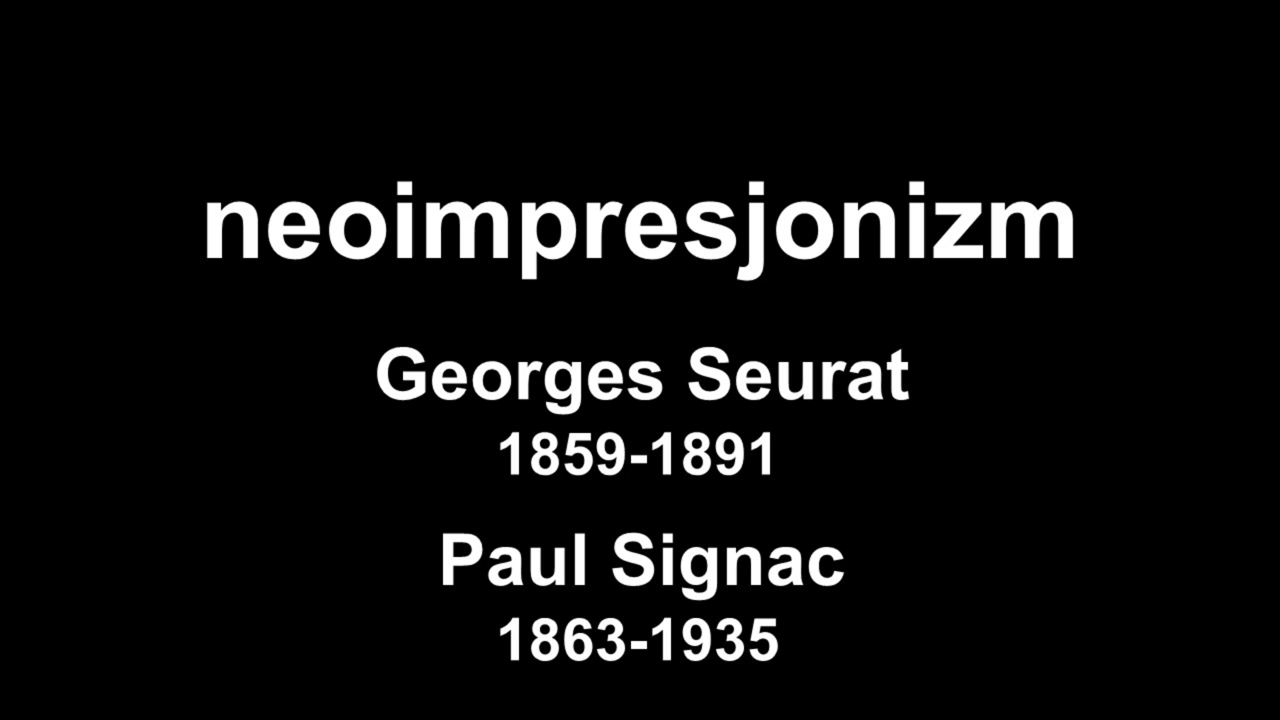 neoimpresjonizm
Georges Seurat
1859-1891
Paul Signac
1863-1935